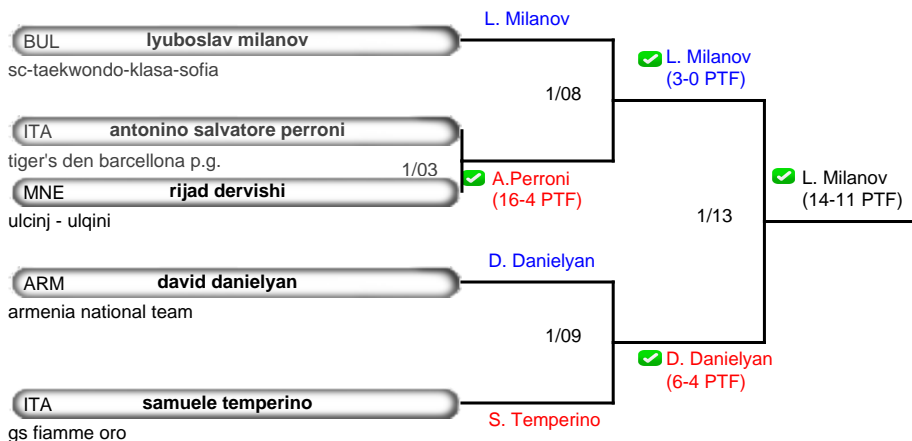 L. Milanov
BUL lyuboslav milanov
sc-taekwondo-klasa-sofia
L. Milanov
(3-0 PTF)
1/08
ITA antonino salvatore perroni
tiger's den barcellona p.g.
1/03
A.Perroni
(16-4 PTF)
MNE rijad dervishi
ulcinj - ulqini
L. Milanov
(14-11 PTF)
1/13
D. Danielyan
ARM david danielyan
armenia national team
1/09
D. Danielyan
(6-4 PTF)
ITA samuele temperino
S. Temperino
gs fiamme oro